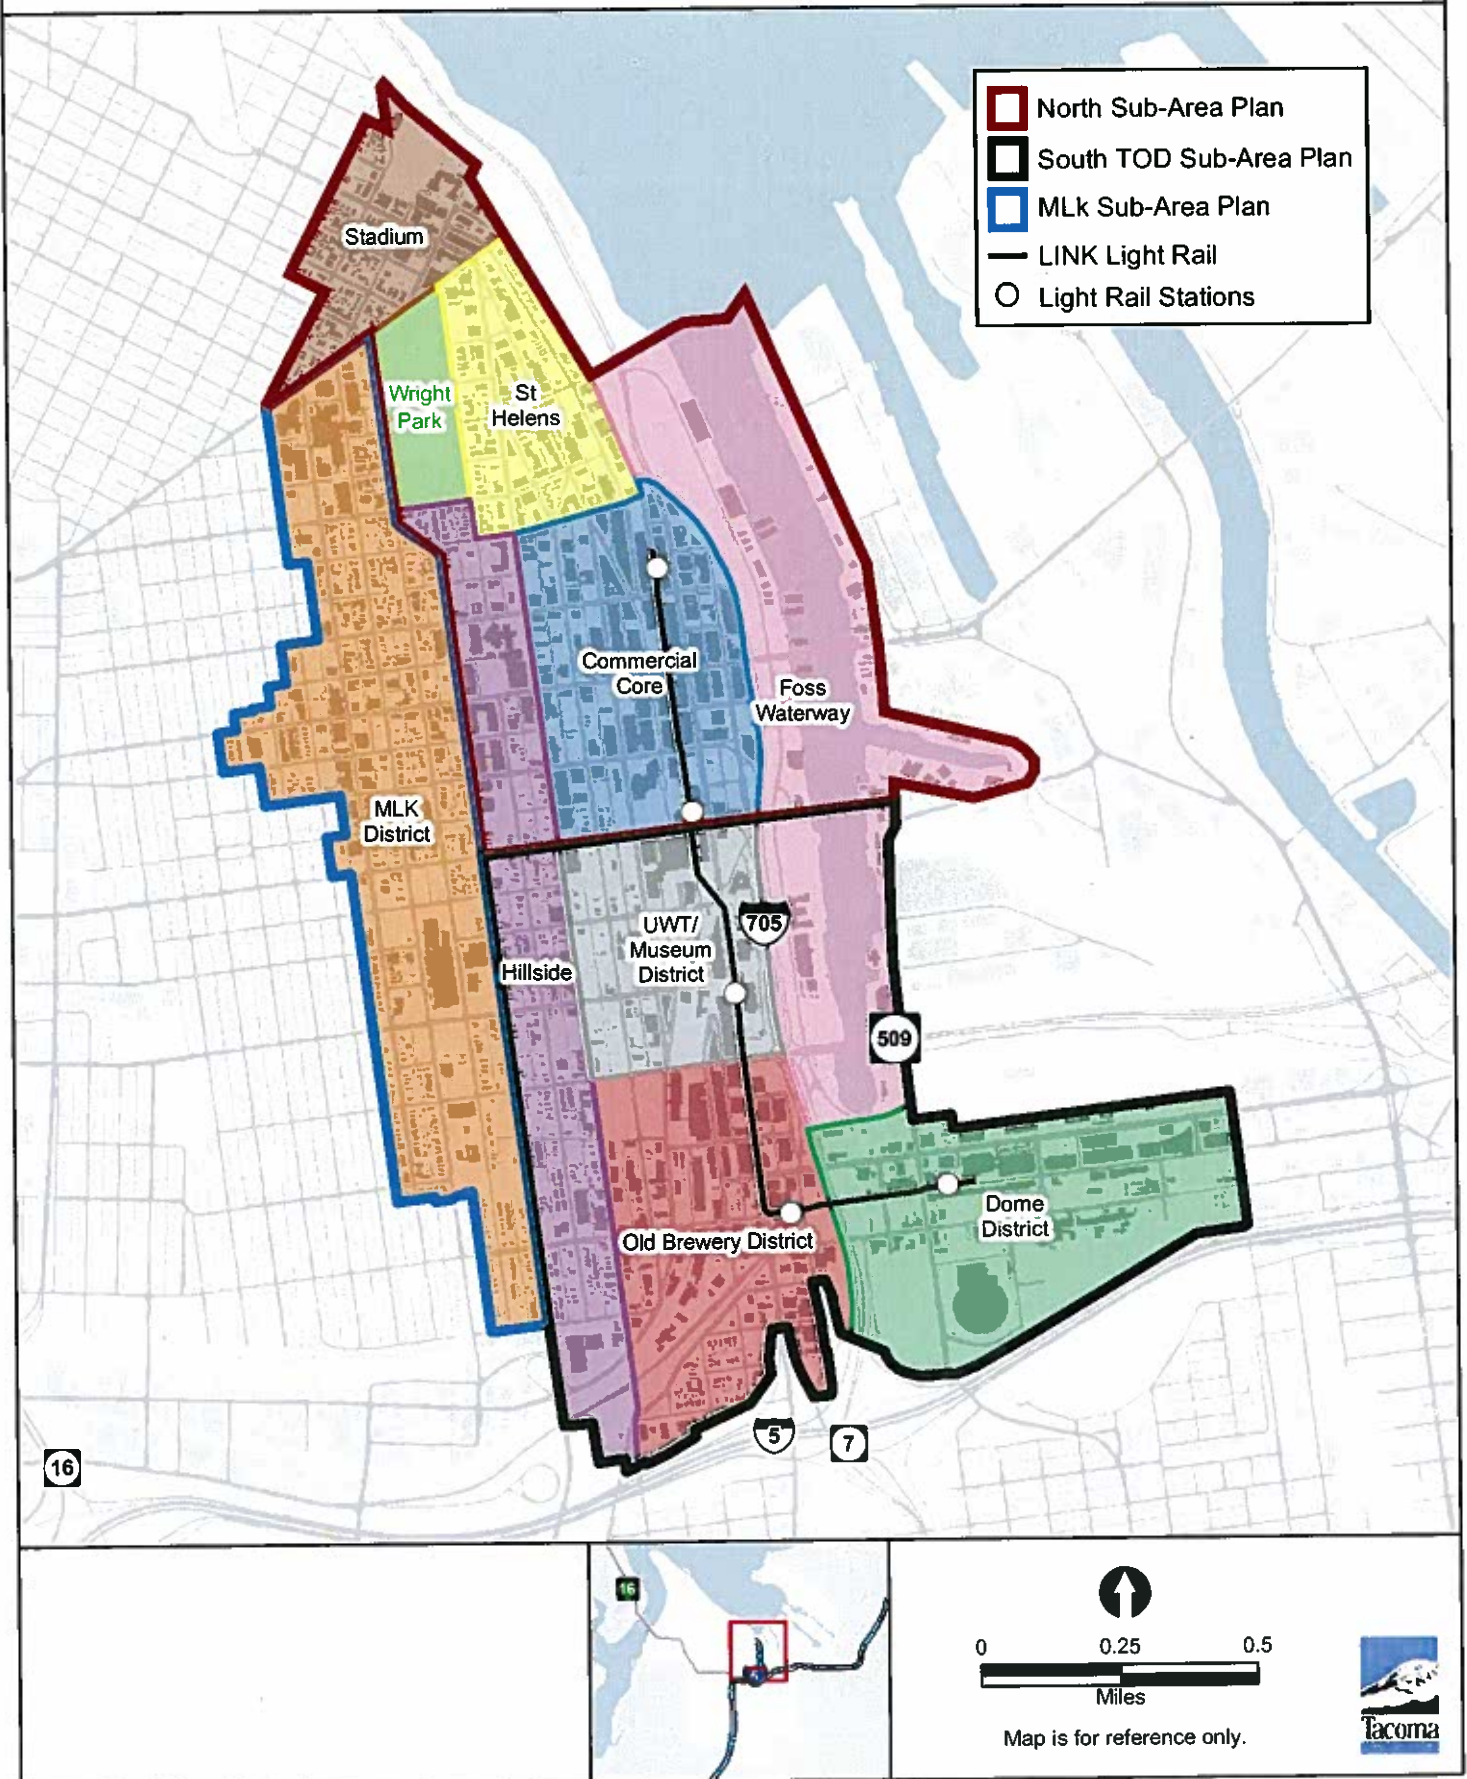 North Sub-Area Plan
South TOD Sub-Area Plan
MLk Sub-Area Plan
LINK Light Rail
Light Rail Stations
Stadium
Wright
Park
St
Helens
Commercial
Core
Foss
Waterway
MLK
District
UWT/
Museum
District
705
Hillside
509
Dome
District
Old Brewery District
5
7
16
16
0 0.25 0.5
Miles
Map is for reference only.
Tacoma